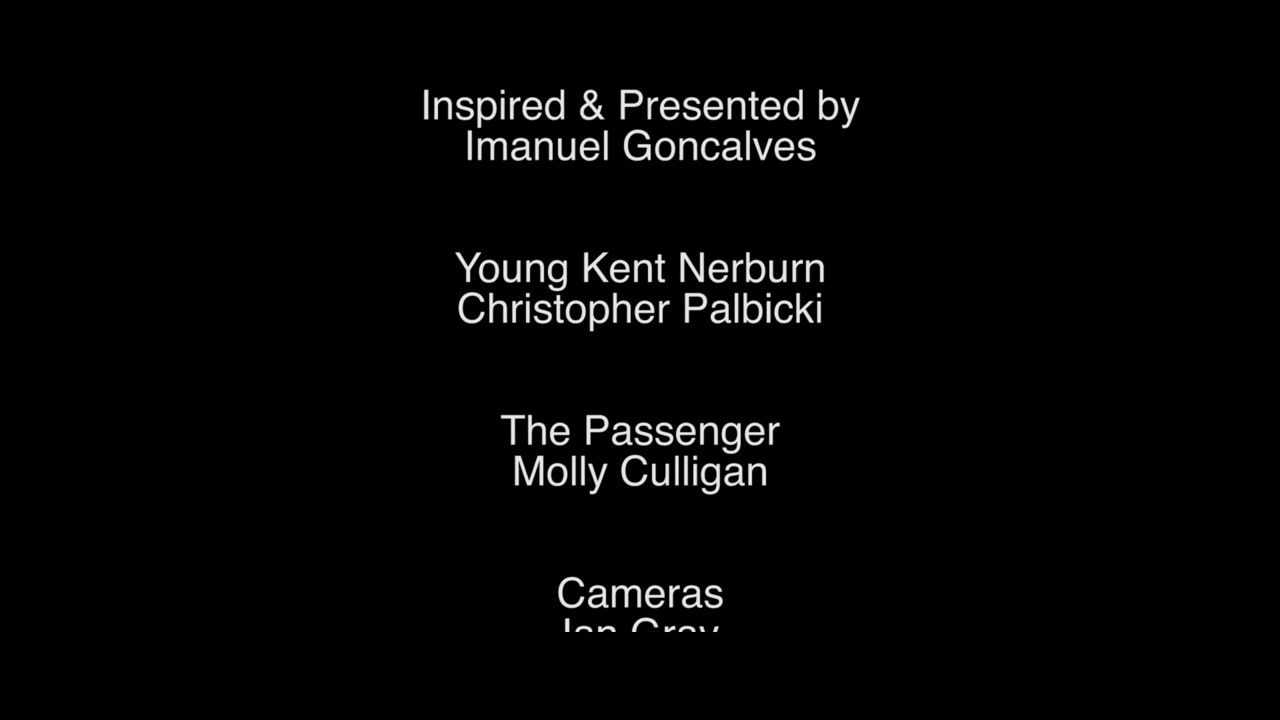 Inspired & Presented by
Imanuel Goncalves
Young Kent Nerburn
Christopher Palbicki
The Passenger
Molly Culligan
Cameras